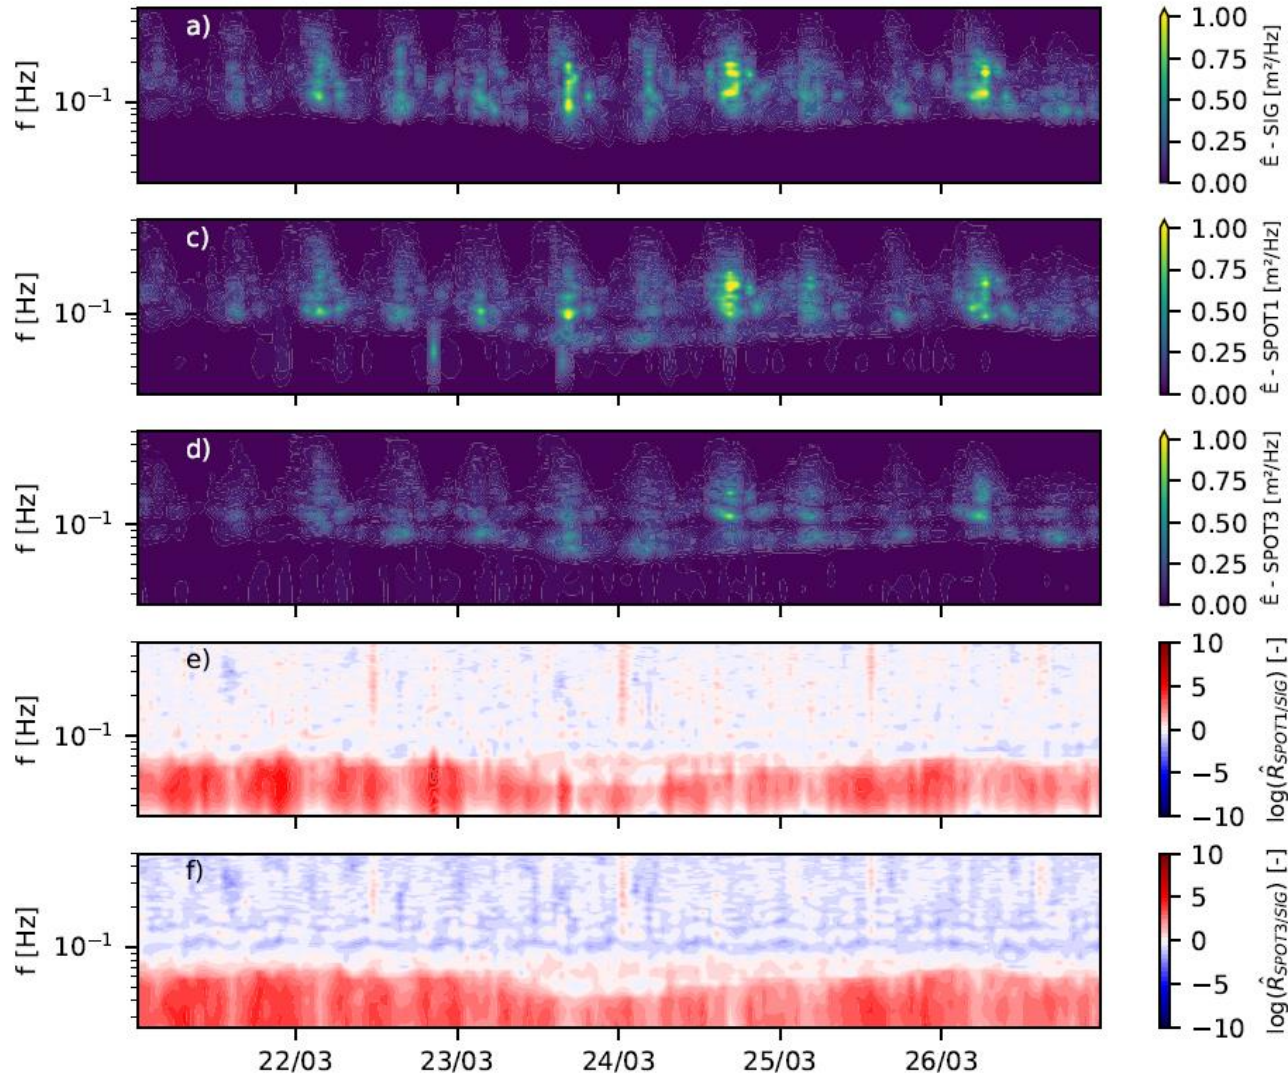 a)
f [Hz]
10⁻¹
1.00
0.75
0.50
0.25
0.00
Ê - SIG [m²/Hz]
c)
f [Hz]
10⁻¹
1.00
0.75
0.50
0.25
0.00
Ê - SPOT1 [m²/Hz]
d)
f [Hz]
10⁻¹
1.00
0.75
0.50
0.25
0.00
Ê - SPOT3 [m²/Hz]
e)
f [Hz]
10⁻¹
10
5
0
−5
−10
log(R̂SPOT1/SIG) [-]
f)
f [Hz]
10⁻¹
10
5
0
−5
−10
log(R̂SPOT3/SIG) [-]
22/03 23/03 24/03 25/03 26/03